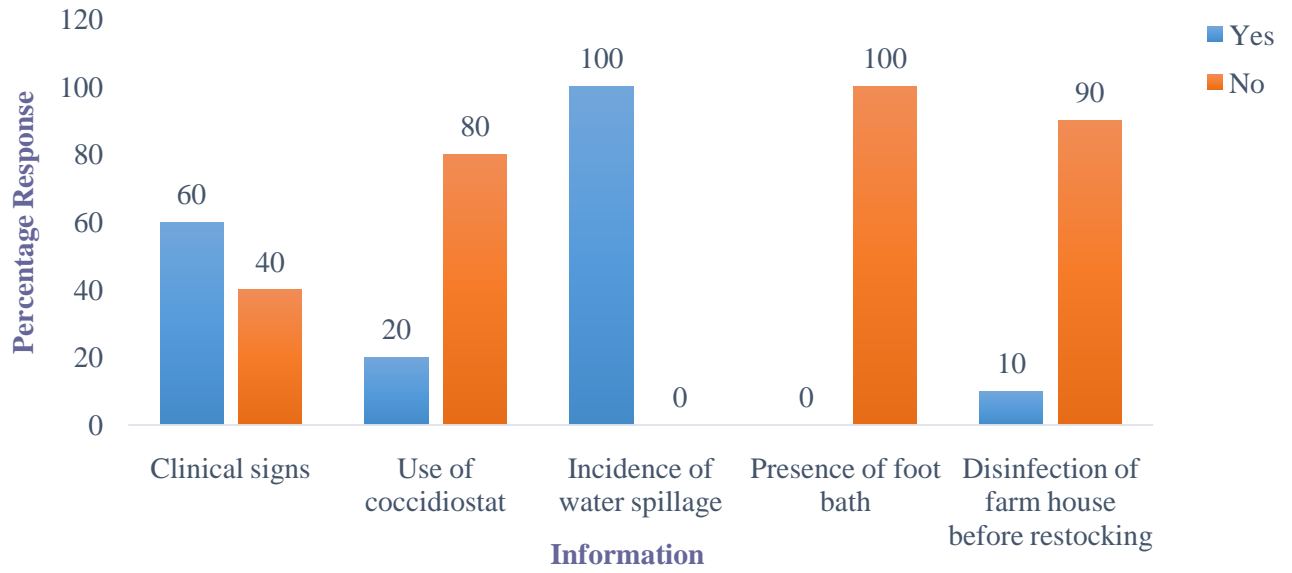 120
100
80
60
40
20
0
Percentage Response
60
40
20
80
100
0
0
100
10
90
Yes
No
Clinical signs
Use of
coccidiostat
Incidence of
water spillage
Presence of foot
bath
Disinfection of
farm house
before restocking
Information